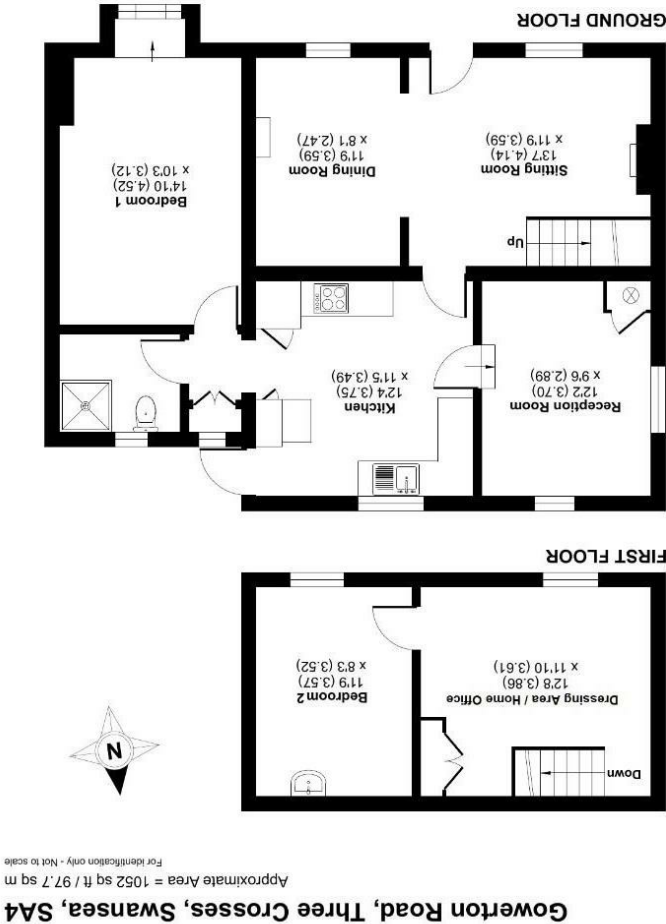 Gowerton Road, Three Crosses, Swansea, SA4
Approximate Area = 1052 sq ft / 97.7 sq m
For identification only - Not to scale
N
Down
Dressing Area / Home Office
12'8 (3.86)
x 11'10 (3.61)
Bedroom 2
11'9 (3.57)
x 8'3 (3.52)
FIRST FLOOR
Reception Room
12'2 (3.70)
x 9'6 (2.89)
Kitchen
12'4 (3.75)
x 11'5 (3.49)
Up
Sitting Room
13'7 (4.14)
x 11'9 (3.59)
Dining Room
11'9 (3.59)
x 8'1 (2.47)
Bedroom 1
14'10 (4.52)
x 10'3 (3.12)
GROUND FLOOR